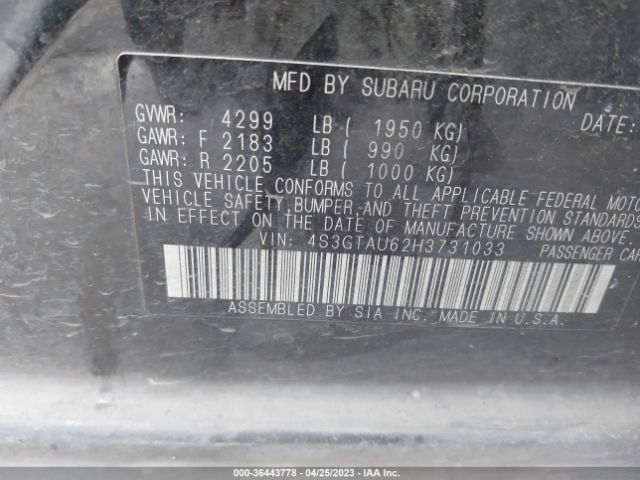 MFD BY SUBARU CORPORATION
GVWR: 4299 LB ( 1950 KG) DATE:
GAWR: F 2183 LB ( 990 KG)
GAWR: R 2205 LB ( 1000 KG)
THIS VEHICLE CONFORMS TO ALL APPLICABLE FEDERAL MOTO
VEHICLE SAFETY, BUMPER, AND THEFT PREVENTION STANDARDS
IN EFFECT ON THE DATE OF MANUFACTURE SHOWN ABOVE.
VIN: 4S3GTAU62H3731033 PASSENGER CAR
ASSEMBLED BY SIA INC. MADE IN U.S.A.
000-36443778 - 04/25/2023 - IAA Inc.